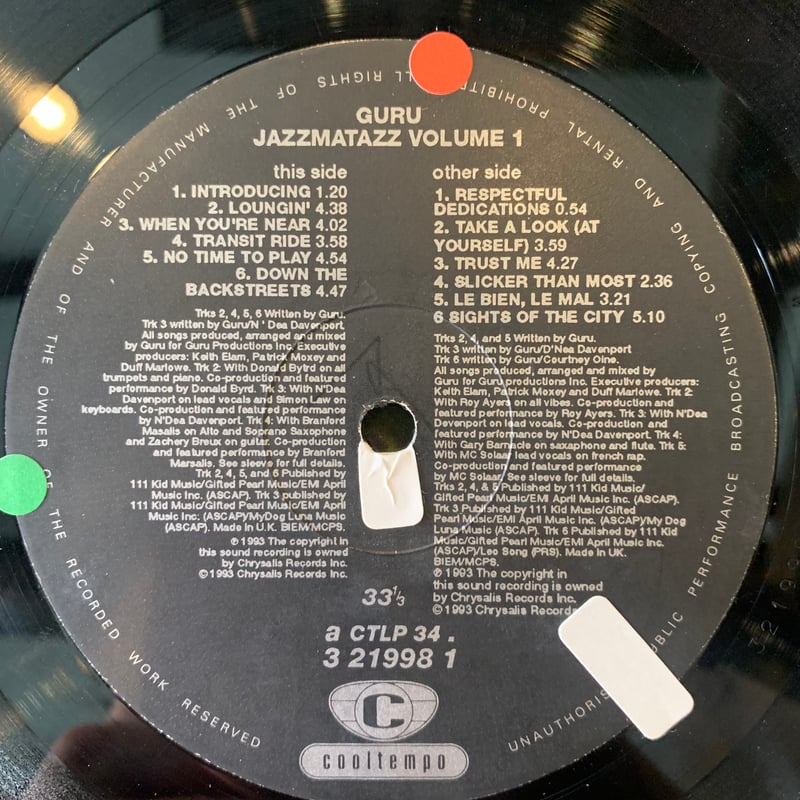 GURU
JAZZMATAZZ VOLUME 1
this side
1. INTRODUCING 1.20
2. LOUNGIN' 4.38
3. WHEN YOU'RE NEAR 4.02
4. TRANSIT RIDE 3.58
5. NO TIME TO PLAY 4.54
6. DOWN THE
BACKSTREETS 4.47
Trks 2, 4, 5, 6 Written by Guru.
Trk 3 written by Guru/N ' Dea Davenport.
All songs produced, arranged and mixed
by Guru for Guru Productions Inc. Executive
producers: Keith Elam, Patrick Moxey and
Duff Marlowe. Trk 2: With Donald Bytrd on all
trumpets and piano. Co-production and featured
performance by Donald Byrd. Trk 3: With N'Dea
Davenport on lead vocals and Simon Law on
keyboards. Co-production and featured performance
by N'Dea Davenport. Trk 4: With Branford
Masalis on Alto and Soprano Saxophone
and Zachery Breux on guitar. Co-production
and featured performance by Branford
Marsalis. See sleeve for full details.
Trk 2, 4, 5, and 6 Published by
111 Kid Music/Gifted Pearl Music/EMI April
Music Inc. (ASCAP). Trk 3 published by
111 Kid Music/Gifted Pearl Music/EMI April
Music Inc. (ASCAP)/MyDog Luna Music
(ASCAP). Made in U.K. BIEM/MCPS.
℗ 1993 The copyright in
this sound recording is owned
by Chrysalis Records Inc.
© 1993 Chrysalis Records Inc.
other side
1. RESPECTFUL
DEDICATIONS 0.54
2. TAKE A LOOK (AT
YOURSELF) 3.59
3. TRUST ME 4.27
4. SLICKER THAN MOST 2.36
5. LE BIEN, LE MAL 3.21
6 SIGHTS OF THE CITY 5.10
Trks 2, 4, and 5 Written by Guru.
Trk 3 written by Guru/D'Nea Davenport
Trk 6 written by Guru/Courtney Oine.
All songs produced, arranged and mixed by
Guru for Guru productions Inc. Executive producers:
Keith Elam, Patrick Moxey and Duff Marlowe. Trk 2:
With Roy Ayers on all vibes. Co-production and
featured performance by Roy Ayers. Trk 3: With N'Dea
Davenport on lead vocals. Co-production and
featured performance by N'Dea Davenport. Trk 4:
With Gary Barnacle on saxaphone and flute. Trk 5:
With MC Solaar lead vocals on french rap.
Co-production and featured performance
by MC Solaar. See sleeve for full details.
Trks 2, 4, & 5 Published by 111 Kid Music/
Gifted Pearl Music/EMI April Music Inc. (ASCAP).
Trk 3 Published by 111 Kid Music/Gifted
Pearl Music/EMI April Music Inc. (ASCAP)/My Dog
Luna Music (ASCAP). Trk 6 Published by 111 Kid
Music/Gifted Pearl Music/EMI April Music Inc.
(ASCAP)/Leo Song (PRS). Made in UK.
BIEM/MCPS.
℗ 1993 The copyright in
this sound recording is owned
by Chrysalis Records Inc.
© 1993 Chrysalis Records
33⅓
a CTLP 34 .
3 21998 1
C
cooltempo
ALL RIGHTS OF THE MANUFACTURER AND OF THE OWNER OF THE RECORDED WORK RESERVED
UNAUTHORIS PUBLIC PERFORMANCE BROADCASTING COPYING AND RENTAL PROHIBITE